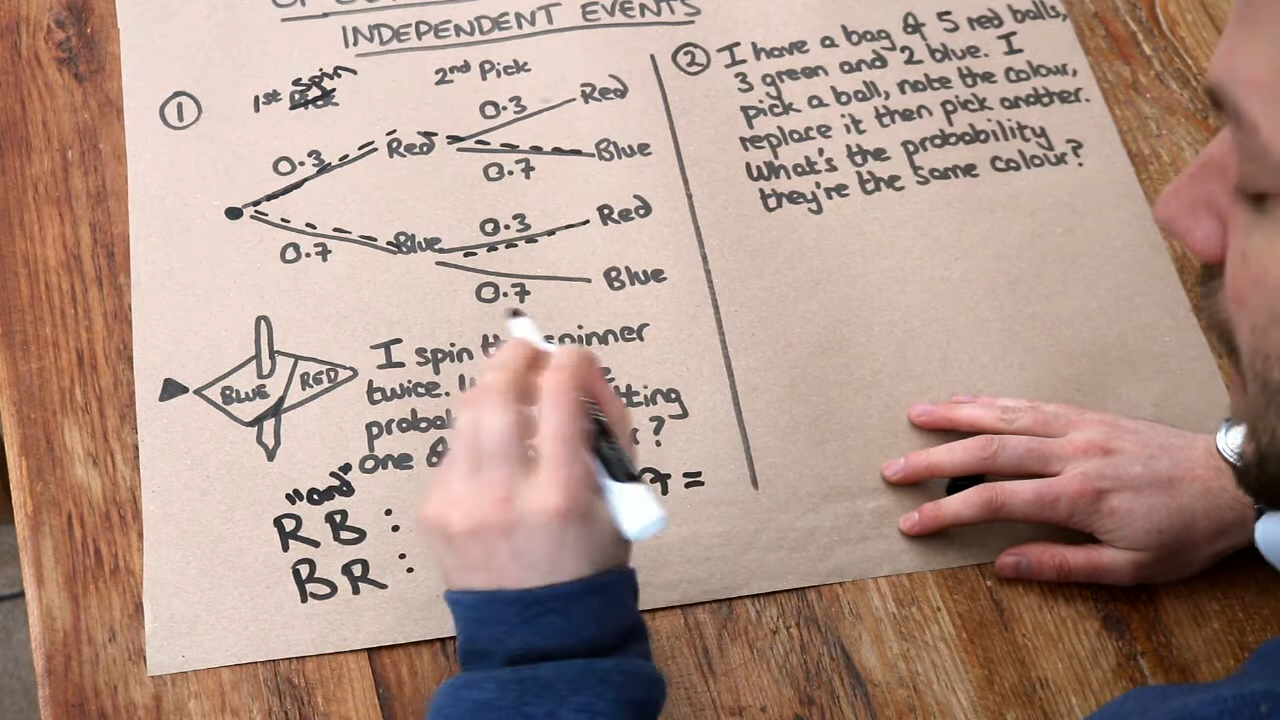 INDEPENDENT EVENTS
①
1st Spin
2nd Pick
0.3
Red
0.7
Blue
0.3
Red
0.7
Blue
0.3
Red
0.7
Blue
BLUE
RED
I spin spinner
twice.
one
"and"
RB:
=
BR:
② I have a bag of 5 red balls,
3 green and 2 blue. I
pick a ball, note the colour,
replace it then pick another.
What's the probability
they're the same colour?